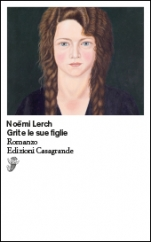 Noëmi Lerch
Grit e le sue figlie
Romanzo
Edizioni Casagrande